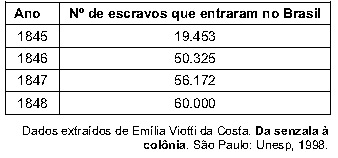 Ano Nº de escravos que entraram no Brasil
1845 19.453
1846 50.325
1847 56.172
1848 60.000
Dados extraídos de Emília Viotti da Costa. Da senzala à
colônia. São Paulo: Unesp, 1998.